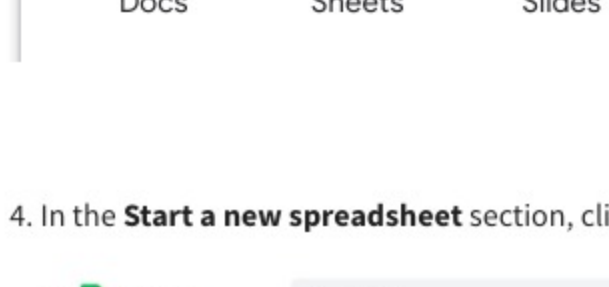 Docs Sheets Slides
4. In the Start a new spreadsheet section, cli